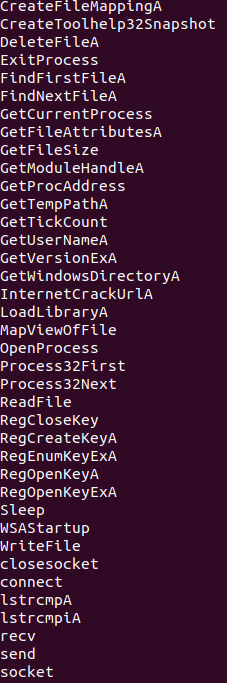 CreateFileMappingA
CreateToolhelp32Snapshot
DeleteFileA
ExitProcess
FindFirstFileA
FindNextFileA
GetCurrentProcess
GetFileAttributesA
GetFileSize
GetModuleHandleA
GetProcAddress
GetTempPathA
GetTickCount
GetUserNameA
GetVersionExA
GetWindowsDirectoryA
InternetCrackUrlA
LoadLibraryA
MapViewOfFile
OpenProcess
Process32First
Process32Next
ReadFile
RegCloseKey
RegCreateKeyA
RegEnumKeyExA
RegOpenKeyA
RegOpenKeyExA
Sleep
WSAStartup
WriteFile
closesocket
connect
lstrcmpA
lstrcmpiA
recv
send
socket